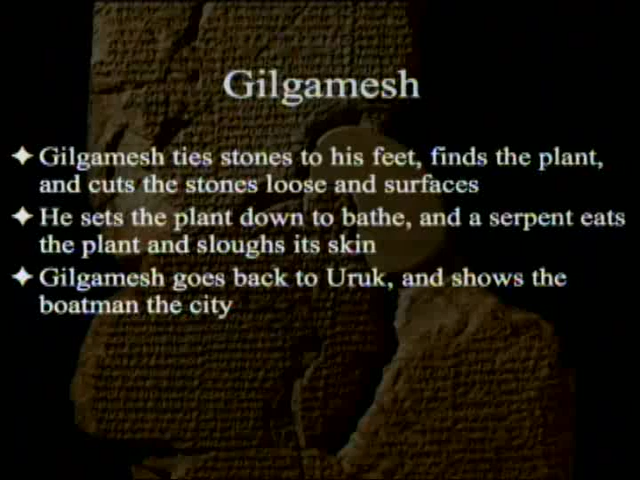 Gilgamesh
✦ Gilgamesh ties stones to his feet, finds the plant,
and cuts the stones loose and surfaces
✦ He sets the plant down to bathe, and a serpent eats
the plant and sloughs its skin
✦ Gilgamesh goes back to Uruk, and shows the
boatman the city